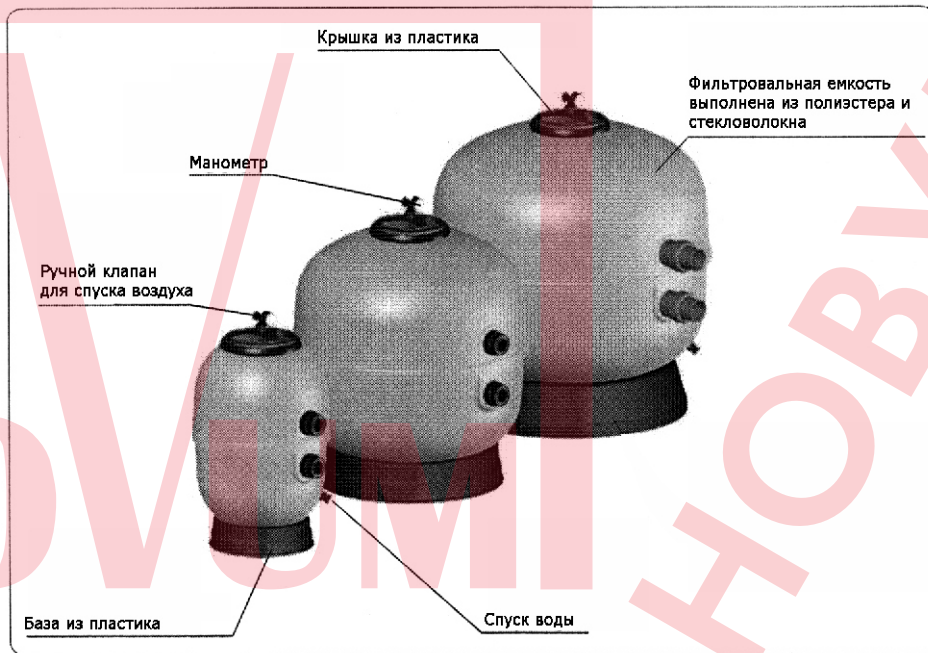 Крышка из пластика
Фильтровальная емкость
выполнена из полиэстера и
стекловолокна
Манометр
Ручной клапан
для спуска воздуха
База из пластика
Спуск воды